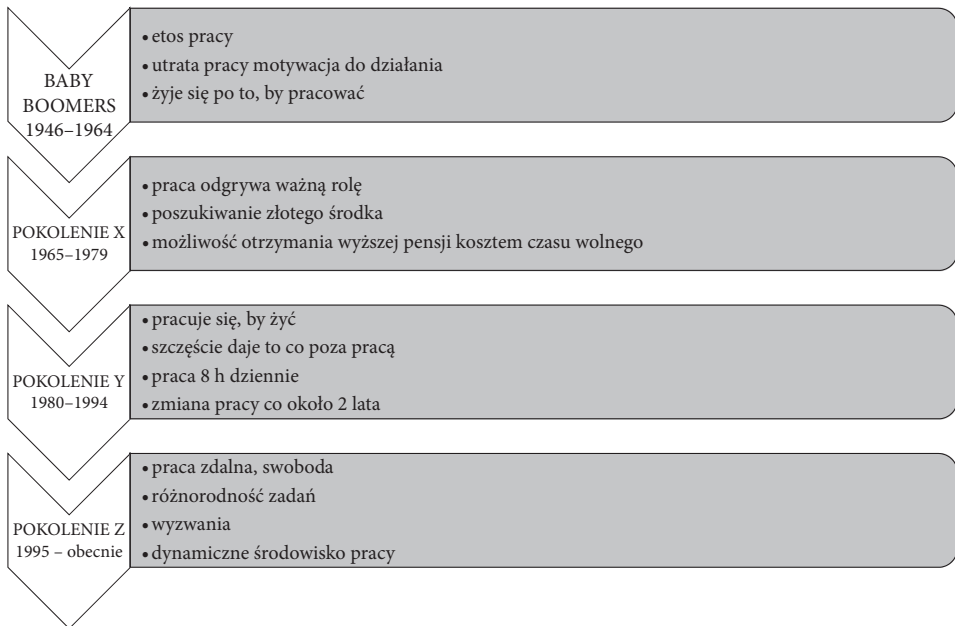 BABY
BOOMERS
1946–1964
• etos pracy
• utrata pracy motywacja do działania
• żyje się po to, by pracować
POKOLENIE X
1965–1979
• praca odgrywa ważną rolę
• poszukiwanie złotego środka
• możliwość otrzymania wyższej pensji kosztem czasu wolnego
POKOLENIE Y
1980–1994
• pracuje się, by żyć
• szczęście daje to co poza pracą
• praca 8 h dziennie
• zmiana pracy co około 2 lata
POKOLENIE Z
1995 – obecnie
• praca zdalna, swoboda
• różnorodność zadań
• wyzwania
• dynamiczne środowisko pracy